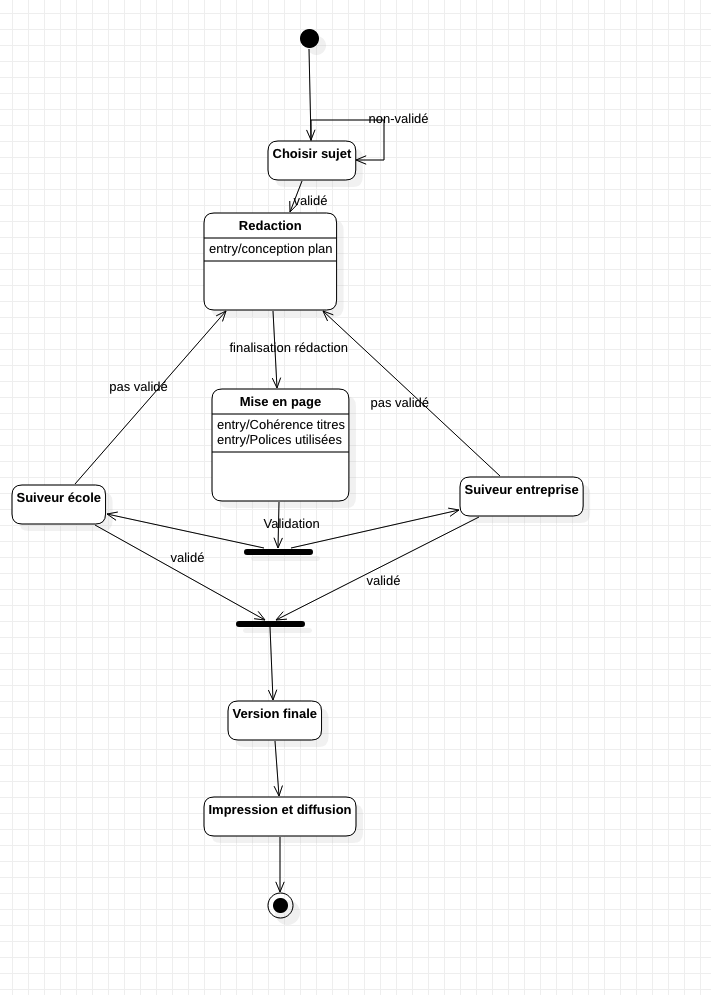 non-validé
Choisir sujet
validé
Redaction
entry/conception plan
finalisation rédaction
pas validé
Mise en page
pas validé
entry/Cohérence titres
entry/Polices utilisées
Suiveur entreprise
Suiveur école
Validation
validé
validé
Version finale
Impression et diffusion